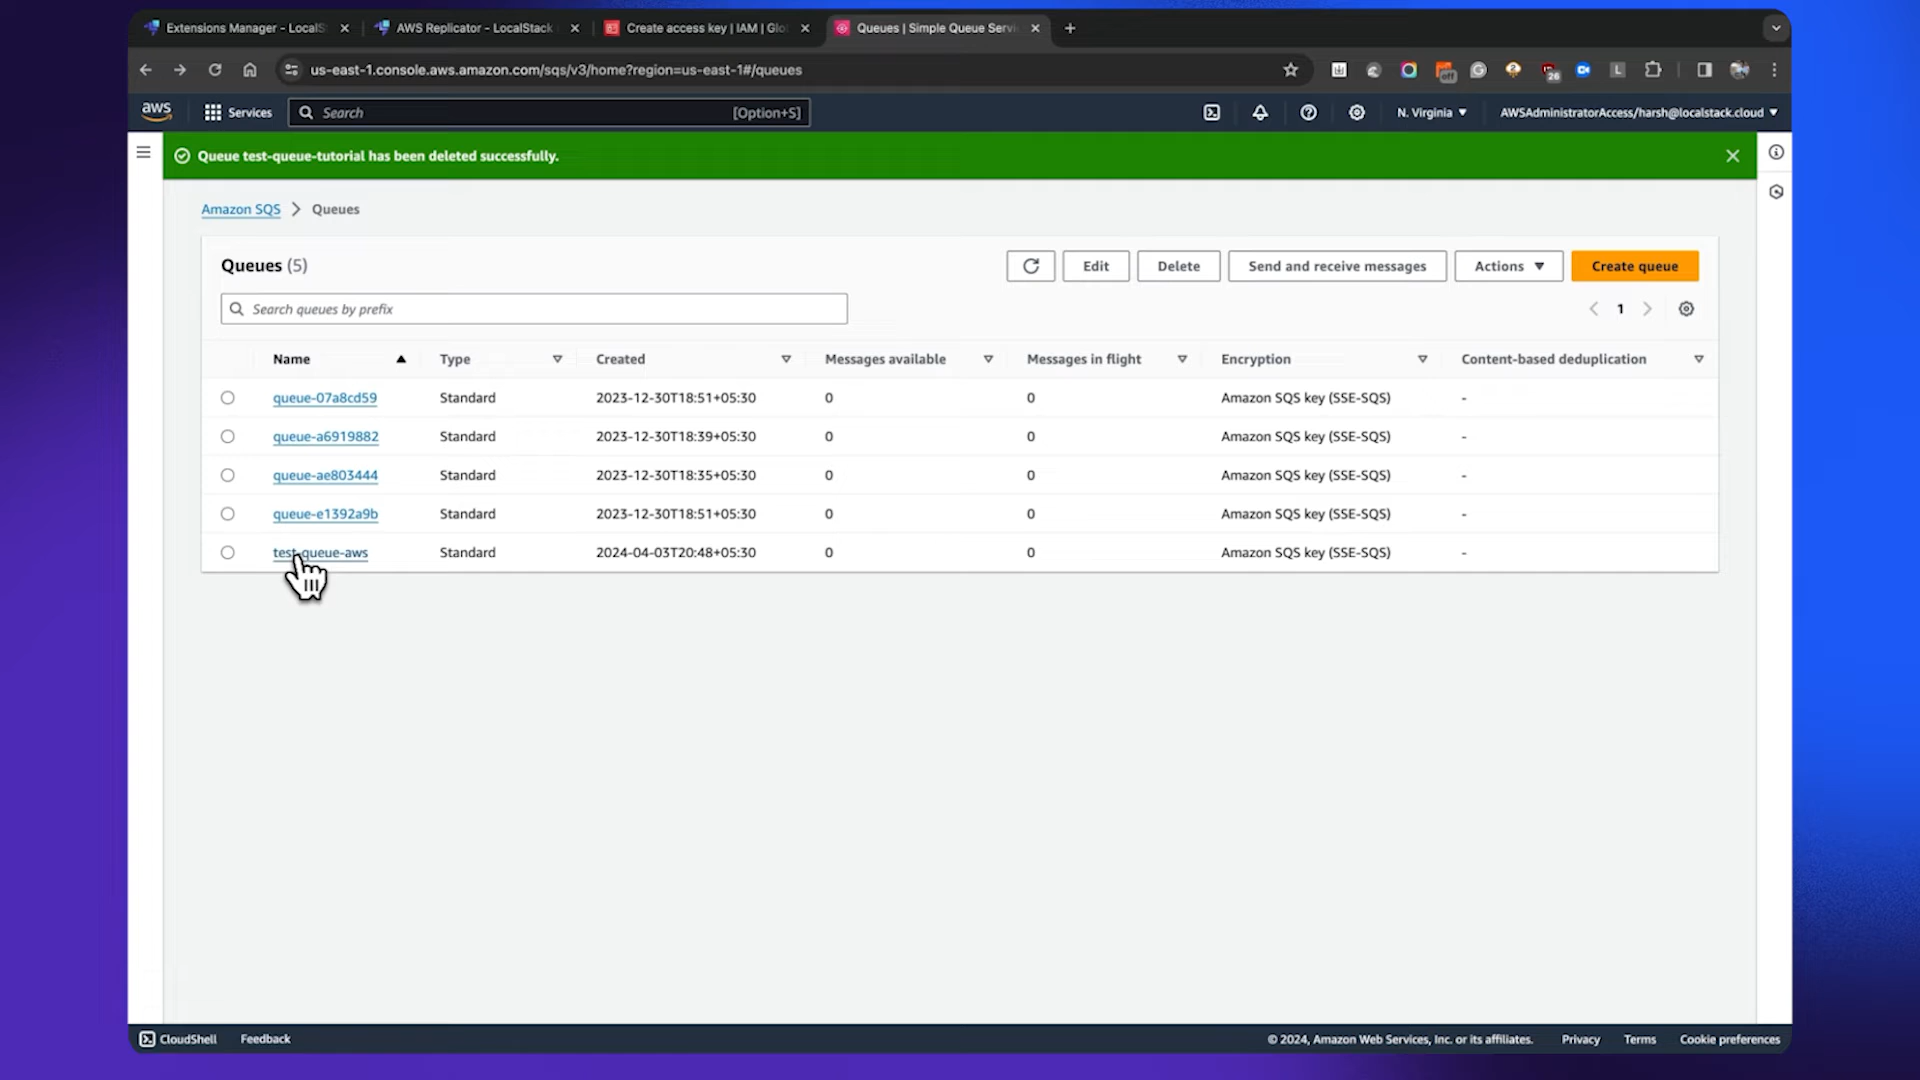 Extensions Manager - LocalS
AWS Replicator - LocalStack
Create access key | IAM | Glo
Queues | Simple Queue Servi
us-east-1.console.aws.amazon.com/sqs/v3/home?region=us-east-1#/queues
off
26
L
aws
Services
Search
[Option+S]
N. Virginia
AWSAdministratorAccess/harsh@localstack.cloud
Queue test-queue-tutorial has been deleted successfully.
Amazon SQS
Queues
Queues (5)
Edit
Delete
Send and receive messages
Actions
Create queue
Search queues by prefix
1
Name Type Created Messages available Messages in flight Encryption Content-based deduplication
queue-07a8cd59 Standard 2023-12-30T18:51+05:30 0 0 Amazon SQS key (SSE-SQS) -
queue-a6919882 Standard 2023-12-30T18:39+05:30 0 0 Amazon SQS key (SSE-SQS) -
queue-ae803444 Standard 2023-12-30T18:35+05:30 0 0 Amazon SQS key (SSE-SQS) -
queue-e1392a9b Standard 2023-12-30T18:51+05:30 0 0 Amazon SQS key (SSE-SQS) -
test-queue-aws Standard 2024-04-03T20:48+05:30 0 0 Amazon SQS key (SSE-SQS) -
CloudShell
Feedback
© 2024, Amazon Web Services, Inc. or its affiliates.
Privacy
Terms
Cookie preferences